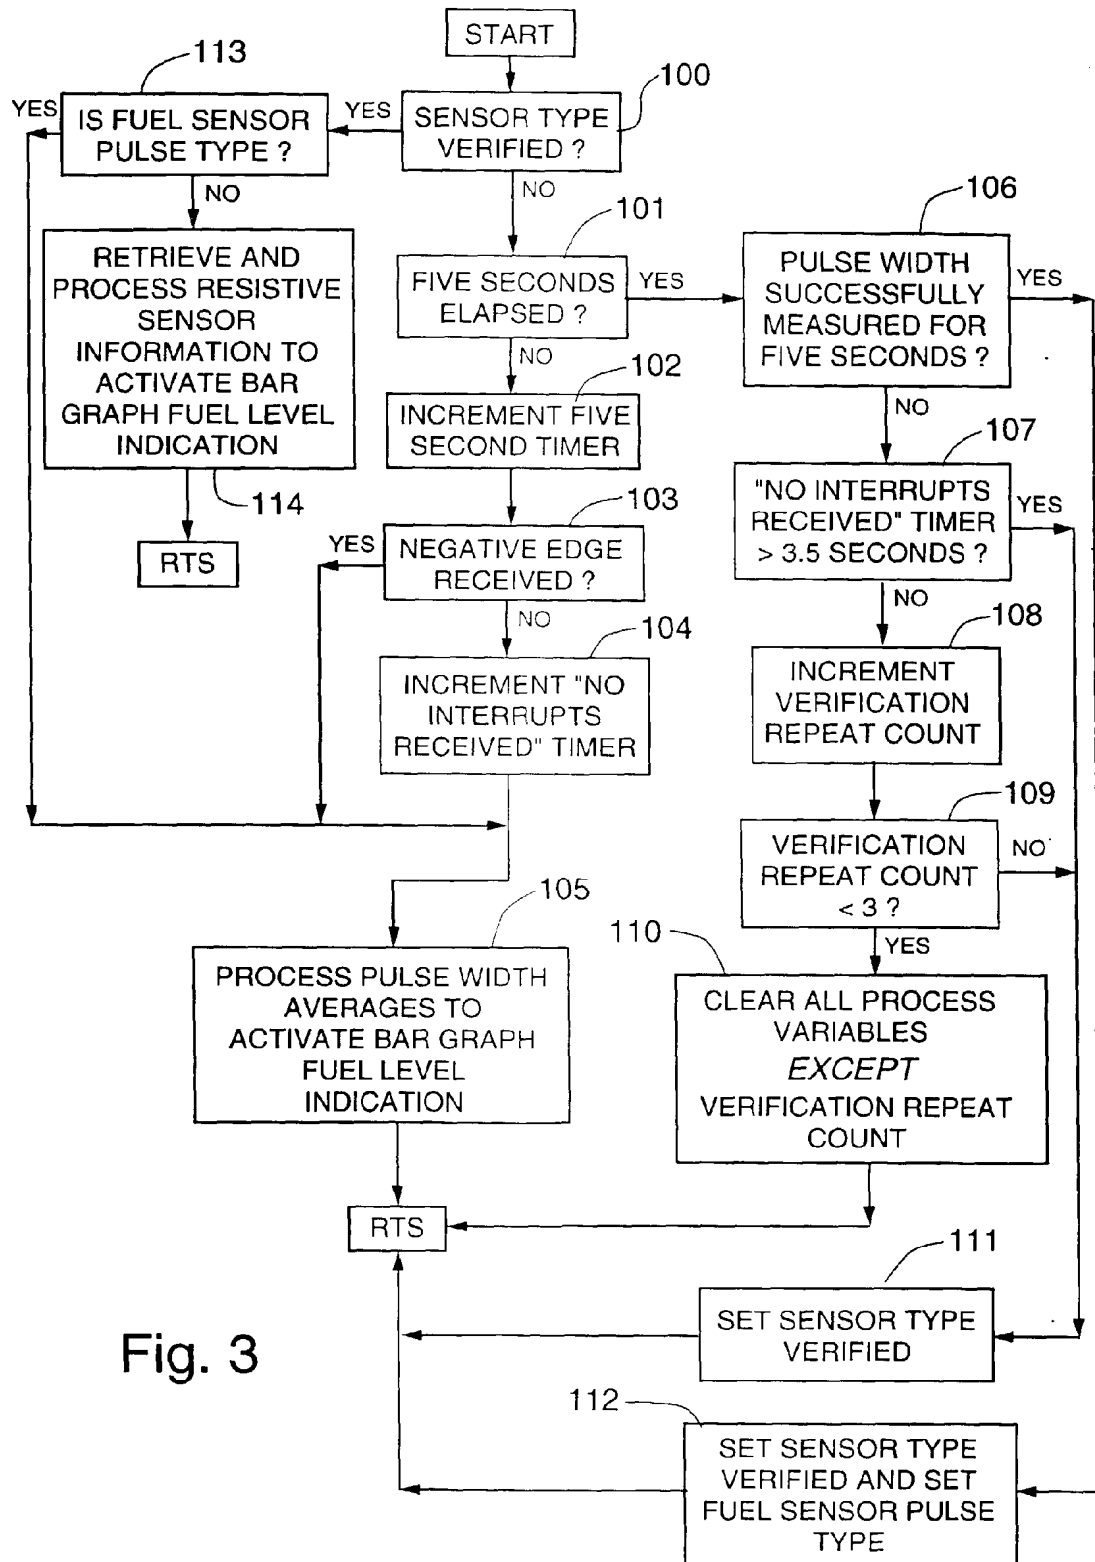 START
113
100
YES
IS FUEL SENSOR
PULSE TYPE ?
YES
SENSOR TYPE
VERIFIED ?
NO
NO
101
106
RETRIEVE AND
PROCESS RESISTIVE
SENSOR
INFORMATION TO
ACTIVATE BAR
GRAPH FUEL LEVEL
INDICATION
FIVE SECONDS
ELAPSED ?
YES
PULSE WIDTH
SUCCESSFULLY
MEASURED FOR
FIVE SECONDS ?
YES
NO
102
NO
INCREMENT FIVE
SECOND TIMER
107
114
103
"NO INTERRUPTS
RECEIVED" TIMER
> 3.5 SECONDS ?
YES
RTS
YES
NEGATIVE EDGE
RECEIVED ?
NO
NO
104
108
INCREMENT "NO
INTERRUPTS
RECEIVED" TIMER
INCREMENT
VERIFICATION
REPEAT COUNT
109
VERIFICATION
REPEAT COUNT
< 3 ?
NO
105
110
YES
PROCESS PULSE WIDTH
AVERAGES TO
ACTIVATE BAR GRAPH
FUEL LEVEL
INDICATION
CLEAR ALL PROCESS
VARIABLES
EXCEPT
VERIFICATION REPEAT
COUNT
RTS
111
SET SENSOR TYPE
VERIFIED
Fig. 3
112
SET SENSOR TYPE
VERIFIED AND SET
FUEL SENSOR PULSE
TYPE